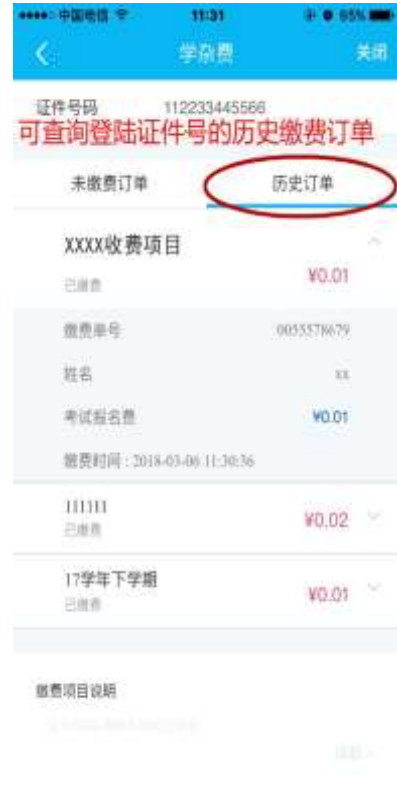 中国电信 11:31 95%
学杂费 关闭
证件号码 112233445566
可查询登陆证件号的历史缴费订单
未缴费订单 历史订单
XXXX收费项目
已缴费 ¥0.01
缴费单号 0055578679
姓名 xx
考试报名费 ¥0.01
缴费时间：2018-03-06 11:30:36
111111
已缴费 ¥0.02
17学年下学期
已缴费 ¥0.01
缴费项目说明